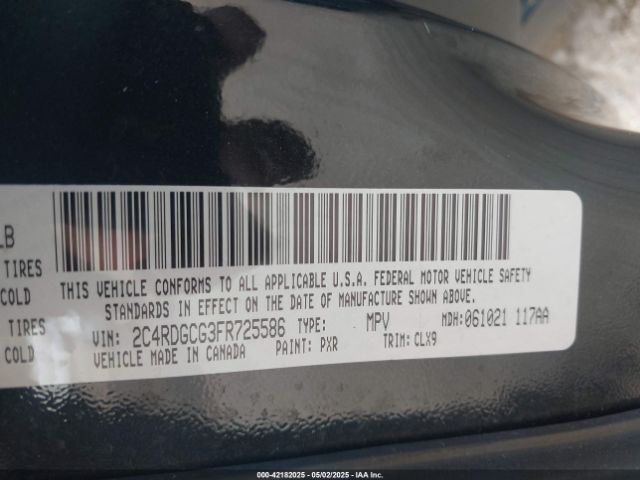 LB
TIRES
COLD
TIRES
COLD
THIS VEHICLE CONFORMS TO ALL APPLICABLE U.S.A. FEDERAL MOTOR VEHICLE SAFETY
STANDARDS IN EFFECT ON THE DATE OF MANUFACTURE SHOWN ABOVE.
VIN: 2C4RDGCG3FR725586 TYPE: MPV MDH: 061021 117AA
VEHICLE MADE IN CANADA PAINT: PXR TRIM: CLX9
000-42182025 | 05/02/2025 | IAA Inc.